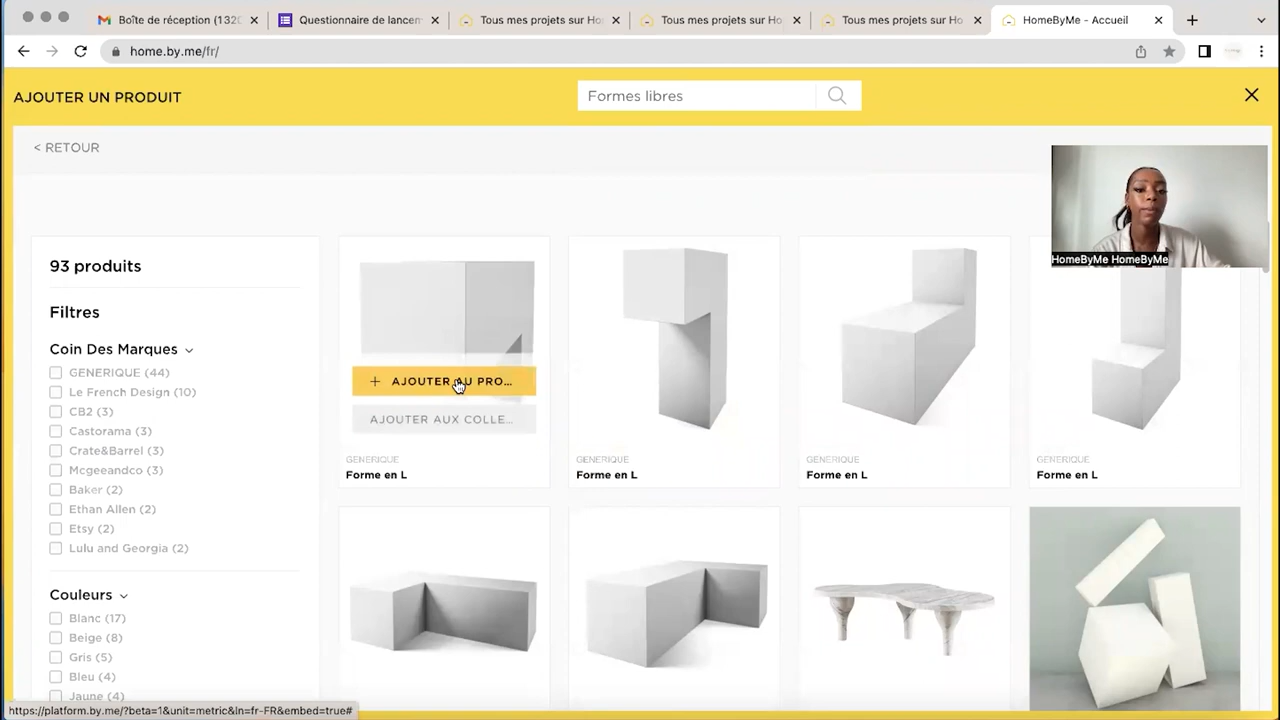 Boîte de réception (1 320
Questionnaire de lancem
Tous mes projets sur Ho
Tous mes projets sur Ho
Tous mes projets sur Ho
HomeByMe - Accueil
home.by.me/fr/
AJOUTER UN PRODUIT
Formes libres
< RETOUR
HomeByMe HomeByMe
93 produits
Filtres
Coin Des Marques
GENERIQUE (44)
Le French Design (10)
CB2 (3)
Castorama (3)
Crate&Barrel (3)
Mcgeeandco (3)
Baker (2)
Ethan Allen (2)
Etsy (2)
Lulu and Georgia (2)
Couleurs
Blanc (17)
Beige (8)
Gris (5)
Bleu (4)
Jaune (4)
+ AJOUTER AU PRO...
AJOUTER AUX COLLE...
GENERIQUE
Forme en L
GENERIQUE
Forme en L
GENERIQUE
Forme en L
GENERIQUE
Forme en L
https://platform.by.me/?beta=1&unit=metric&ln=fr-FR&embed=true#